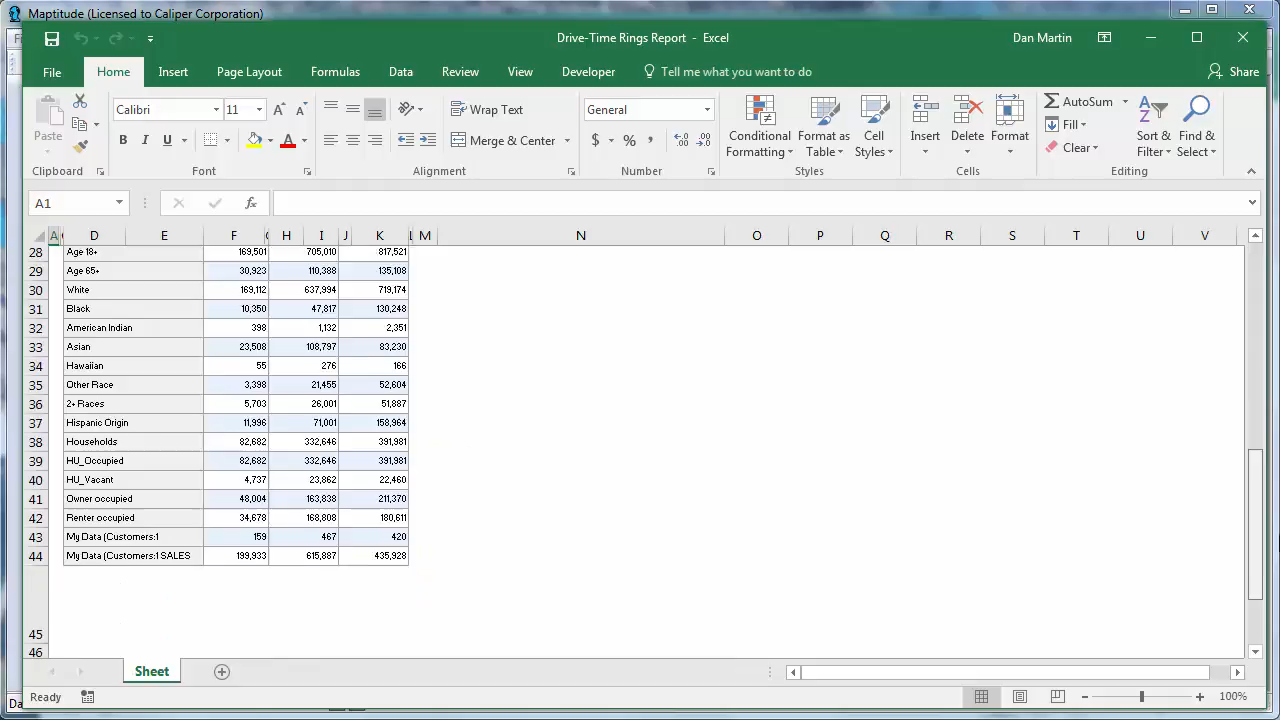 Maptitude (Licensed to Caliper Corporation)
Drive-Time Rings Report - Excel
Dan Martin
File Home Insert Page Layout Formulas Data Review View Developer Tell me what you want to do Share
Paste
Calibri 11
Wrap Text
General
Conditional Formatting
Format as Table
Cell Styles
Insert Delete Format
AutoSum
Fill
Clear
Sort & Filter
Find & Select
B I U
Merge & Center
$ % ,
Clipboard Font Alignment Number Styles Cells Editing
A1
A D E F H I J K L M N O P Q R S T U V
28 Age 18+ 169,501 705,010 817,521
29 Age 65+ 30,923 110,388 135,108
30 White 169,112 637,994 719,174
31 Black 10,350 47,817 130,248
32 American Indian 398 1,132 2,351
33 Asian 23,508 108,797 83,230
34 Hawaiian 55 276 166
35 Other Race 3,398 21,455 52,604
36 2+ Races 5,703 26,001 51,887
37 Hispanic Origin 11,996 71,001 158,964
38 Households 82,682 332,646 391,981
39 HU_Occupied 82,682 332,646 391,981
40 HU_Vacant 4,737 23,862 22,460
41 Owner occupied 48,004 163,838 211,370
42 Renter occupied 34,678 168,808 180,611
43 My Data (Customers:1 159 467 420
44 My Data (Customers:1 SALES 199,933 615,887 435,928
45
46
Sheet
Ready
100%